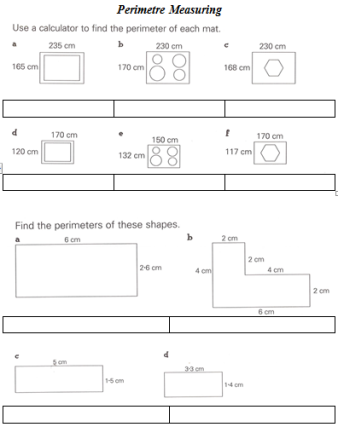 Perimetre Measuring
Use a calculator to find the perimeter of each mat.
a 235 cm b 230 cm c 230 cm
165 cm 170 cm 168 cm
d 170 cm e 150 cm f 170 cm
120 cm 132 cm 117 cm
Find the perimeters of these shapes.
a 6 cm b 2 cm
2·6 cm 4 cm 2 cm 4 cm
2 cm
6 cm
c 5 cm d 3·3 cm
1·5 cm 1·4 cm